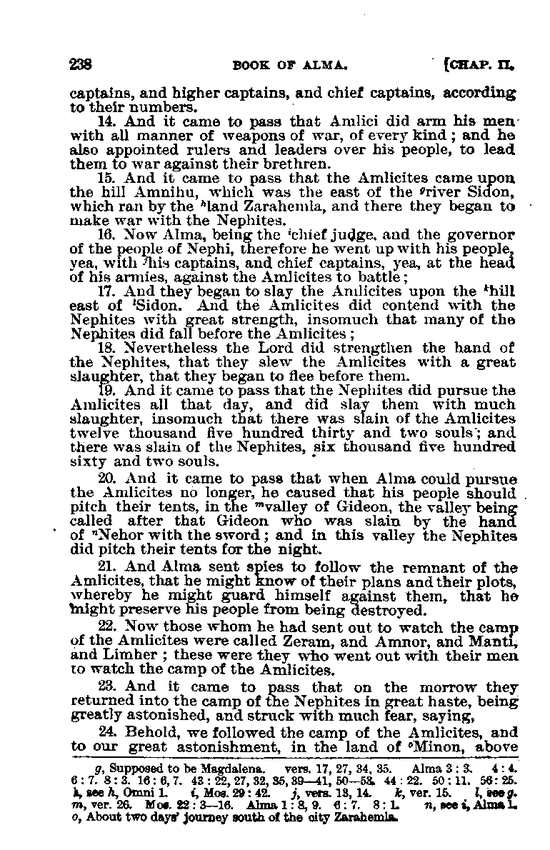 238 BOOK OF ALMA. [CHAP. II.
captains, and higher captains, and chief captains, according
to their numbers.
14. And it came to pass that Amlici did arm his men
with all manner of weapons of war, of every kind; and he
also appointed rulers and leaders over his people, to lead
them to war against their brethren.
15. And it came to pass that the Amlicites came upon
the hill Amnihu, which was the east of the griver Sidon,
which ran by the hland Zarahemla, and there they began to
make war with the Nephites.
16. Now Alma, being the ichief judge, and the governor
of the people of Nephi, therefore he went up with his people,
yea, with jhis captains, and chief captains, yea, at the head
of his armies, against the Amlicites to battle;
17. And they began to slay the Amlicites upon the khill
east of lSidon. And the Amlicites did contend with the
Nephites with great strength, insomuch that many of the
Nephites did fall before the Amlicites;
18. Nevertheless the Lord did strengthen the hand of
the Nephites, that they slew the Amlicites with a great
slaughter, that they began to flee before them.
19. And it came to pass that the Nephites did pursue the
Amlicites all that day, and did slay them with much
slaughter, insomuch that there was slain of the Amlicites
twelve thousand five hundred thirty and two souls; and
there was slain of the Nephites, six thousand five hundred
sixty and two souls.
20. And it came to pass that when Alma could pursue
the Amlicites no longer, he caused that his people should
pitch their tents, in the mvalley of Gideon, the valley being
called after that Gideon who was slain by the hand
of nNehor with the sword; and in this valley the Nephites
did pitch their tents for the night.
21. And Alma sent spies to follow the remnant of the
Amlicites, that he might know of their plans and their plots,
whereby he might guard himself against them, that he
might preserve his people from being destroyed.
22. Now those whom he had sent out to watch the camp
of the Amlicites were called Zeram, and Amnor, and Manti,
and Limher; these were they who went out with their men
to watch the camp of the Amlicites.
23. And it came to pass that on the morrow they
returned into the camp of the Nephites in great haste, being
greatly astonished, and struck with much fear, saying,
24. Behold, we followed the camp of the Amlicites, and
to our great astonishment, in the land of oMinon, above
g, Supposed to be Magdalena. vers. 17, 27, 34, 35. Alma 3:3. 4:4.
6:7. 8:3. 16:6, 7. 43:22, 27, 32, 35, 39—41, 50—53. 44:22. 50:11. 56:25.
h, see h, Omni 1. i, Mos. 29:42. j, vers. 13, 14. k, ver. 15. l, see g.
m, ver. 26. Mos. 22:3—16. Alma 1:8, 9. 6:7. 8:1. n, see i, Alma 1.
o, About two days' journey south of the city Zarahemla.